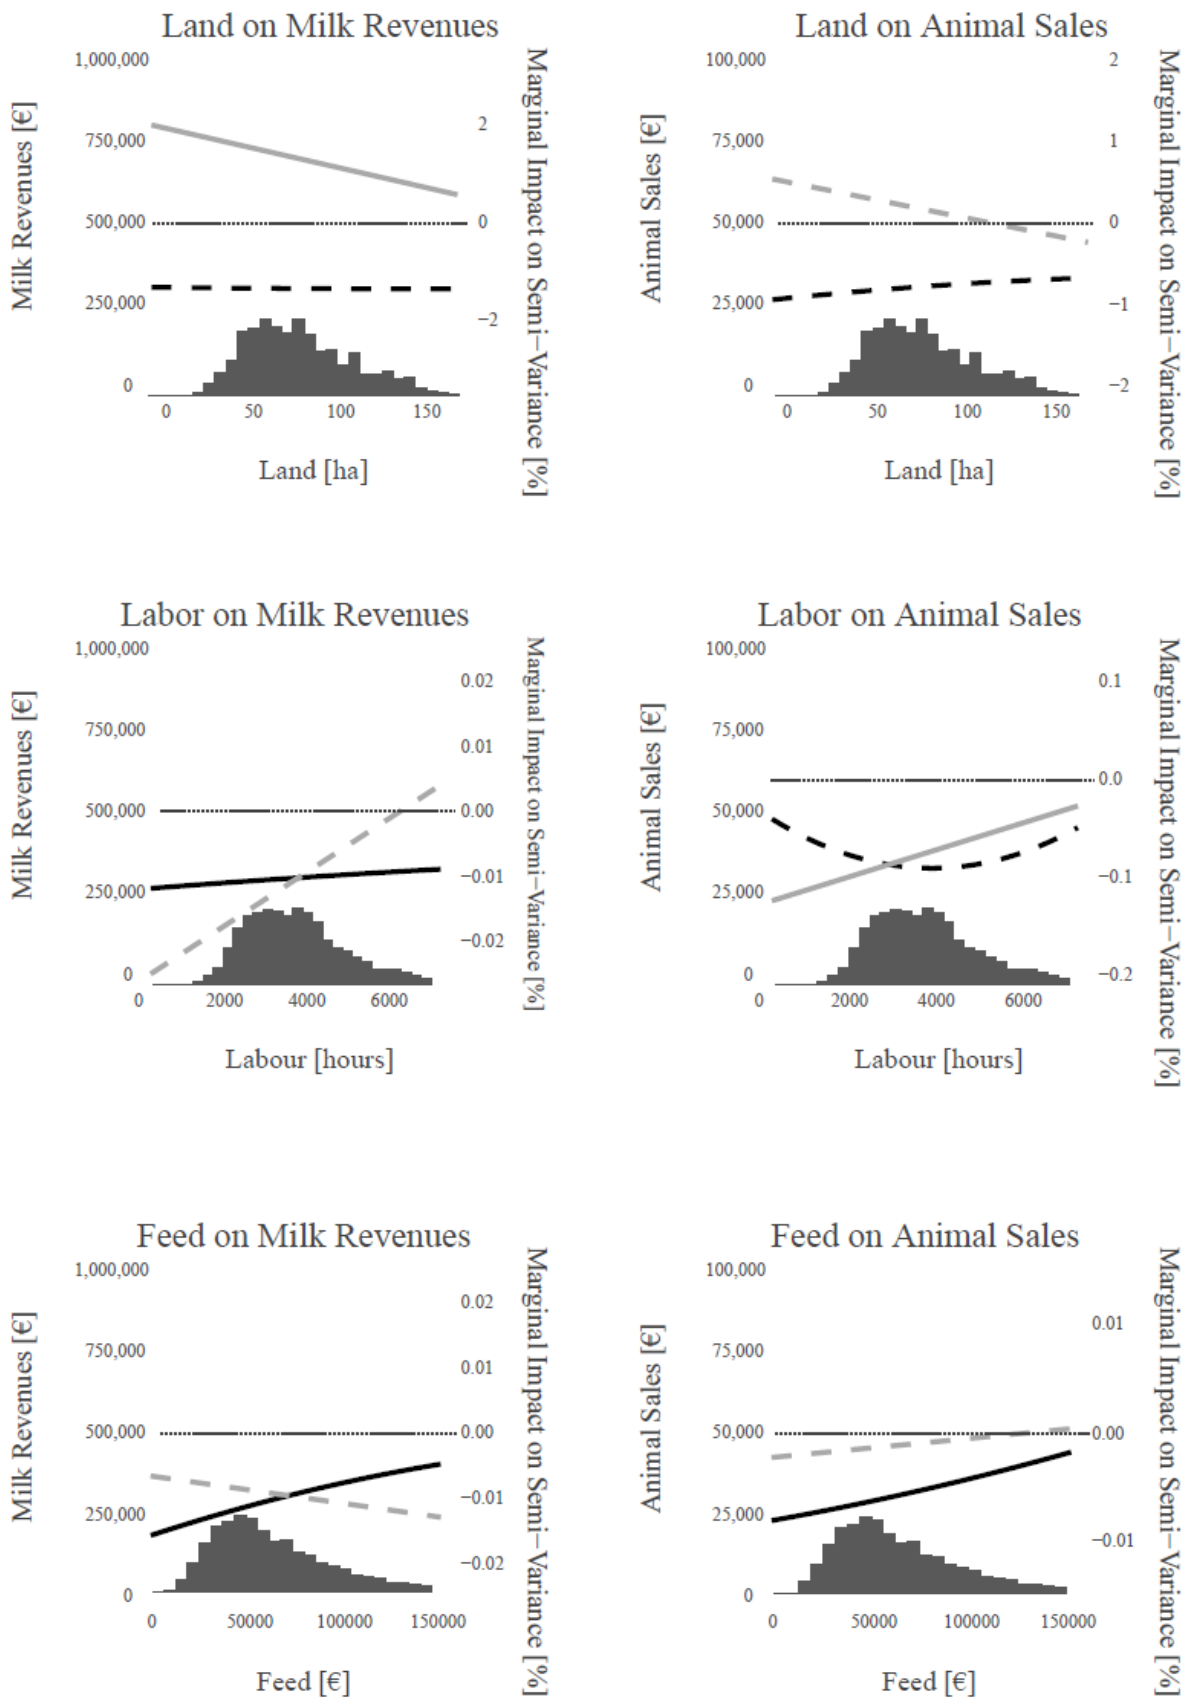 Land on Milk Revenues
Milk Revenues [€]
1,000,000
750,000
500,000
250,000
0
2
0
−2
Marginal Impact on Semi−Variance [%]
0 50 100 150
Land [ha]
Land on Animal Sales
Animal Sales [€]
100,000
75,000
50,000
25,000
0
2
1
0
−1
−2
Marginal Impact on Semi−Variance [%]
0 50 100 150
Land [ha]
Labor on Milk Revenues
Milk Revenues [€]
1,000,000
750,000
500,000
250,000
0
0.02
0.01
0.00
−0.01
−0.02
Marginal Impact on Semi−Variance [%]
0 2000 4000 6000
Labour [hours]
Labor on Animal Sales
Animal Sales [€]
100,000
75,000
50,000
25,000
0
0.1
0.0
−0.1
−0.2
Marginal Impact on Semi−Variance [%]
0 2000 4000 6000
Labour [hours]
Feed on Milk Revenues
Milk Revenues [€]
1,000,000
750,000
500,000
250,000
0
0.02
0.01
0.00
−0.01
−0.02
Marginal Impact on Semi−Variance [%]
0 50000 100000 150000
Feed [€]
Feed on Animal Sales
Animal Sales [€]
100,000
75,000
50,000
25,000
0
0.01
0.00
−0.01
Marginal Impact on Semi−Variance [%]
0 50000 100000 150000
Feed [€]